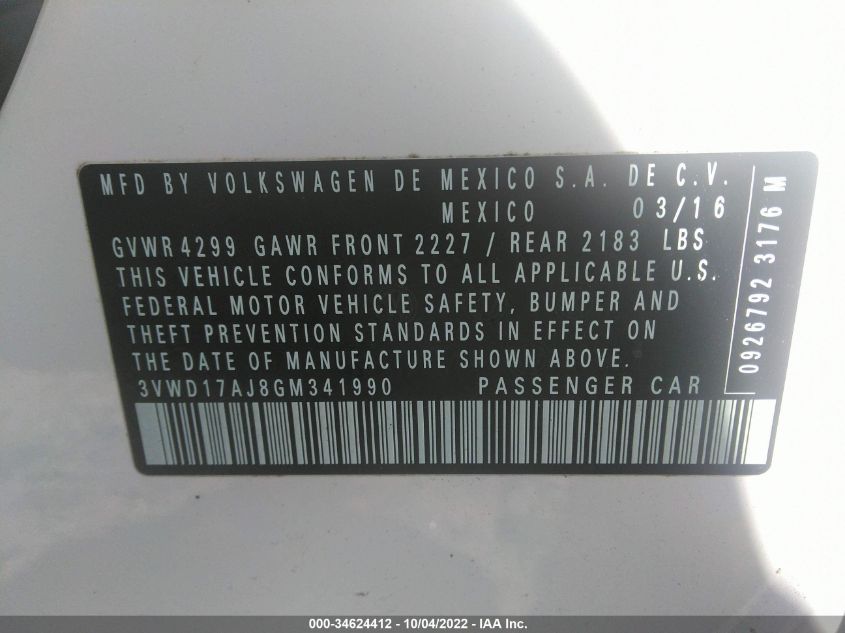 MFD BY VOLKSWAGEN DE MEXICO S.A. DE C.V.
MEXICO 03/16
GVWR 4299 GAWR FRONT 2227 / REAR 2183 LBS
THIS VEHICLE CONFORMS TO ALL APPLICABLE U.S.
FEDERAL MOTOR VEHICLE SAFETY, BUMPER AND
THEFT PREVENTION STANDARDS IN EFFECT ON
THE DATE OF MANUFACTURE SHOWN ABOVE.
3VWD17AJ8GM341990 PASSENGER CAR
0926792 3176 M
000-34624412 - 10/04/2022 - IAA Inc.